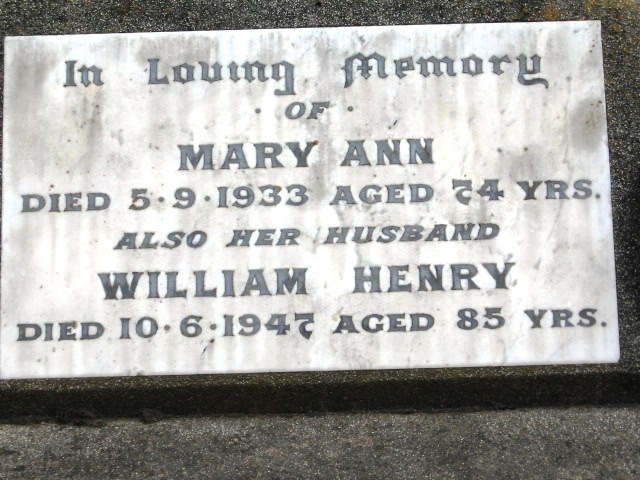 In Loving Memory
· OF ·
MARY ANN
DIED 5·9·1933 AGED 74 YRS.
ALSO HER HUSBAND
WILLIAM HENRY
DIED 10·6·1947 AGED 85 YRS.